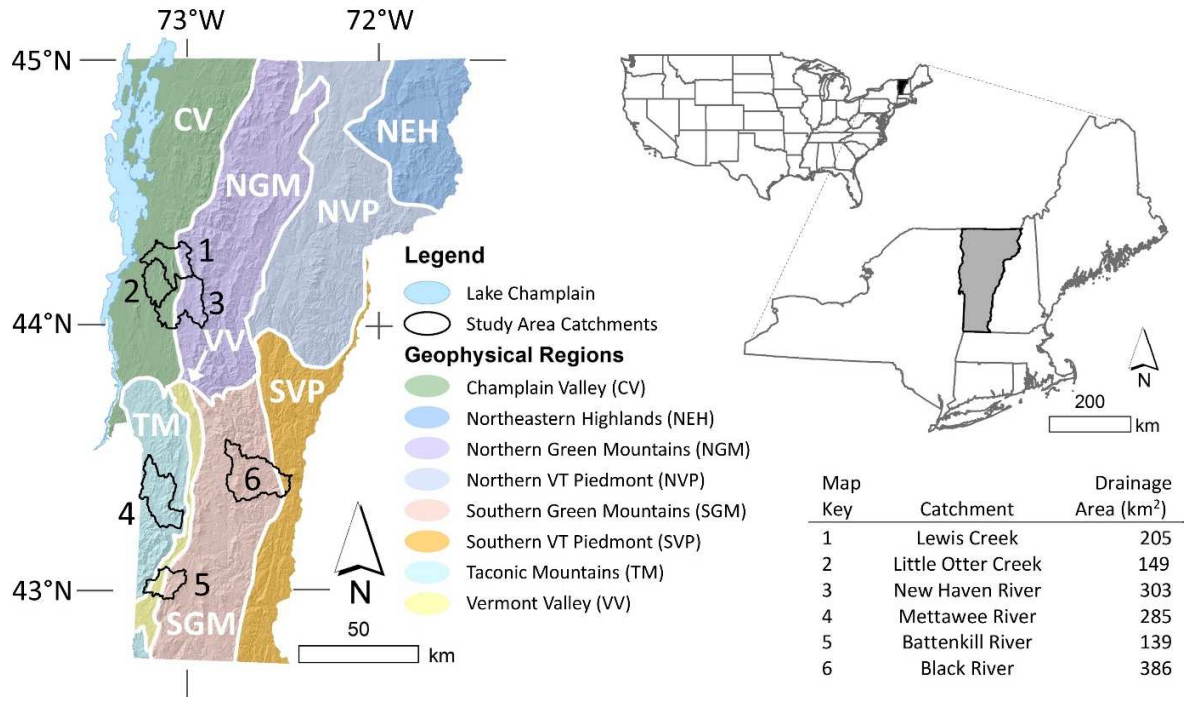 73°W
72°W
45°N
CV
NEH
NGM
NVP
1
2
3
44°N
VV
SVP
TM
6
4
5
43°N
SGM
N
50
km
Legend
Lake Champlain
Study Area Catchments
Geophysical Regions
Champlain Valley (CV)
Northeastern Highlands (NEH)
Northern Green Mountains (NGM)
Northern VT Piedmont (NVP)
Southern Green Mountains (SGM)
Southern VT Piedmont (SVP)
Taconic Mountains (TM)
Vermont Valley (VV)
N
200
km
Map Key Catchment Drainage Area (km²)
1 Lewis Creek 205
2 Little Otter Creek 149
3 New Haven River 303
4 Mettawee River 285
5 Battenkill River 139
6 Black River 386